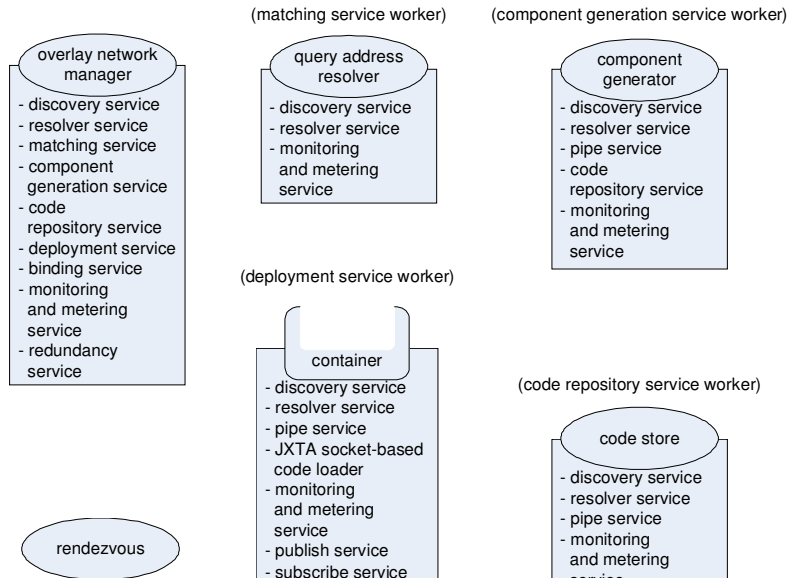 overlay network
manager
- discovery service
- resolver service
- matching service
- component
generation service
- code
repository service
- deployment service
- binding service
- monitoring
and metering
service
- redundancy
service
(matching service worker)
query address
resolver
- discovery service
- resolver service
- monitoring
and metering
service
(component generation service worker)
component
generator
- discovery service
- resolver service
- pipe service
- code
repository service
- monitoring
and metering
service
(deployment service worker)
container
- discovery service
- resolver service
- pipe service
- JXTA socket-based
code loader
- monitoring
and metering
service
- publish service
- subscribe service
(code repository service worker)
code store
- discovery service
- resolver service
- pipe service
- monitoring
and metering
service
rendezvous